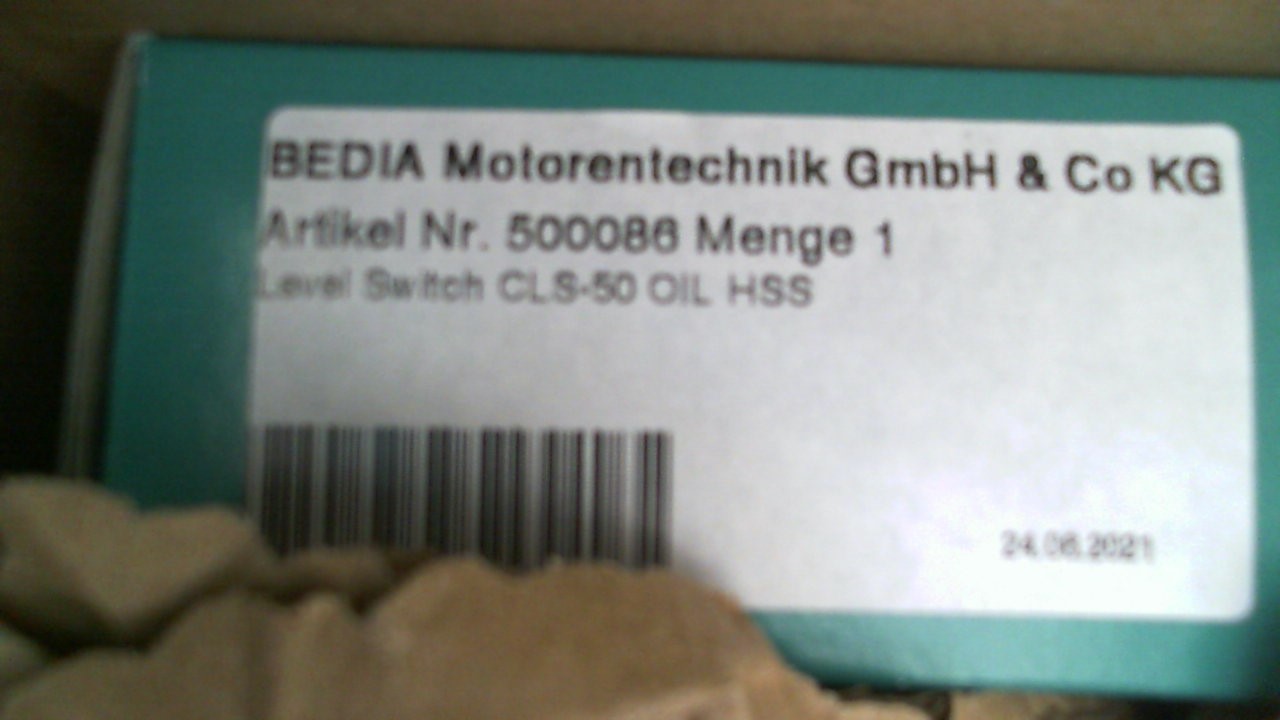 BEDIA Motorentechnik GmbH & Co KG
Artikel Nr. 500086 Menge 1
Level Switch CLS-50 OIL HSS
24.06.2021